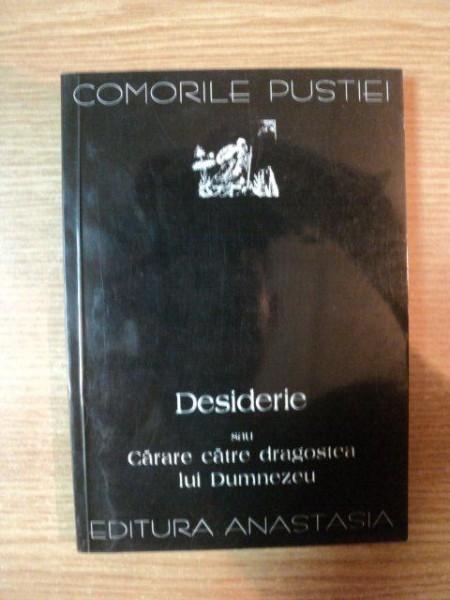 COMORILE PUSTIEI
Desiderie
sau
Cărare către dragostea
lui Dumnezeu
EDITURA ANASTASIA